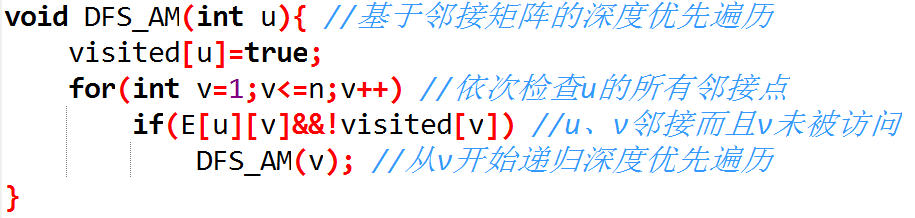 void DFS_AM(int u){ //基于邻接矩阵的深度优先遍历
visited[u]=true;
for(int v=1;v<=n;v++) //依次检查u的所有邻接点
if(E[u][v]&&!visited[v]) //u、v邻接而且v未被访问
DFS_AM(v); //从v开始递归深度优先遍历
}